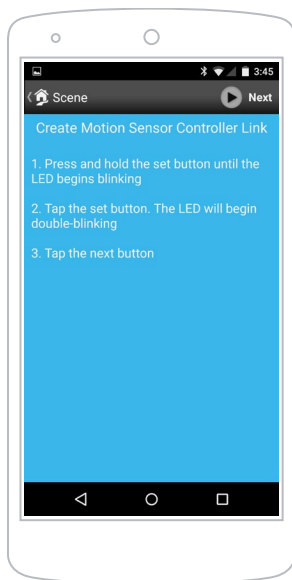 3:45
Scene
Next
Create Motion Sensor Controller Link
1. Press and hold the set button until the
LED begins blinking
2. Tap the set button. The LED will begin
double-blinking
3. Tap the next button